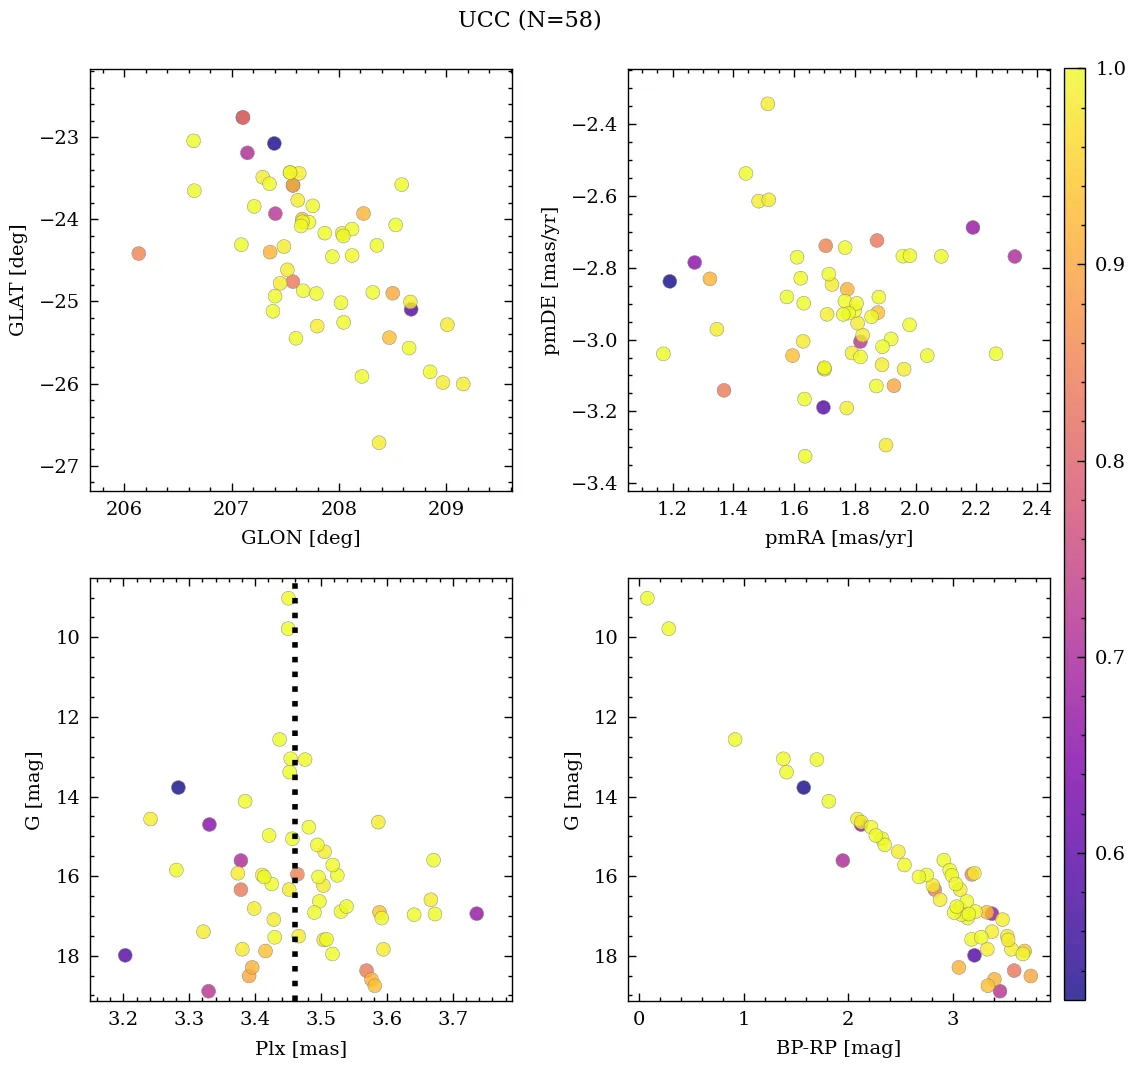 UCC (N=58)
−23
−24
−25
−26
−27
GLAT [deg]
206 207 208 209
GLON [deg]
−2.4
−2.6
−2.8
−3.0
−3.2
−3.4
pmDE [mas/yr]
1.2 1.4 1.6 1.8 2.0 2.2 2.4
pmRA [mas/yr]
1.0
0.9
0.8
0.7
0.6
10
12
14
16
18
G [mag]
3.2 3.3 3.4 3.5 3.6 3.7
Plx [mas]
10
12
14
16
18
G [mag]
0 1 2 3
BP-RP [mag]